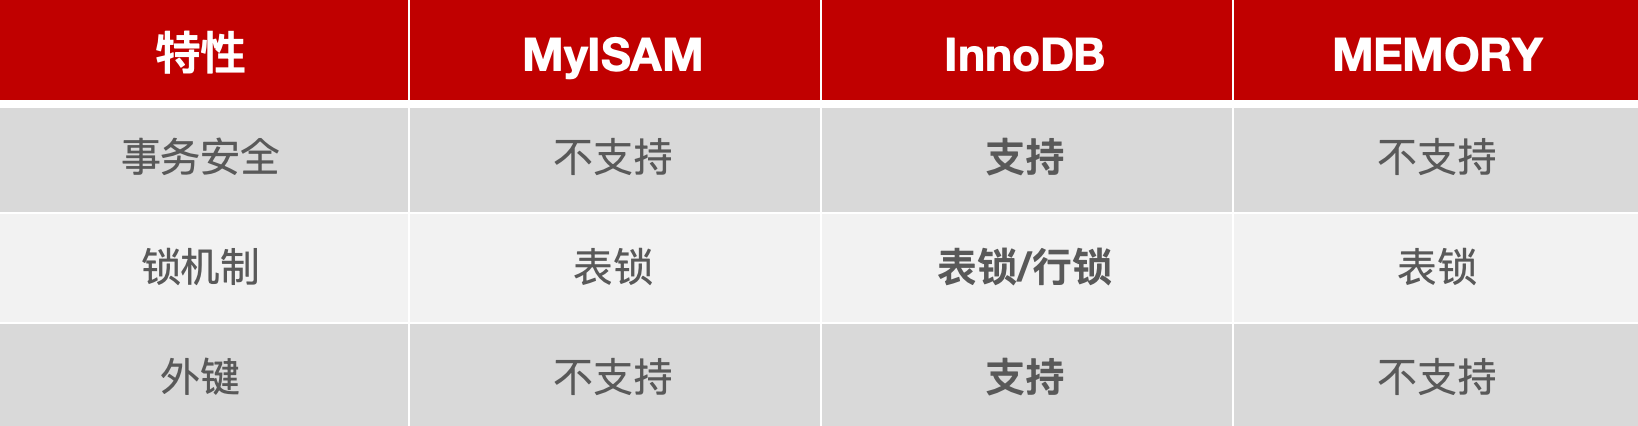 特性 MyISAM InnoDB MEMORY
事务安全 不支持 支持 不支持
锁机制 表锁 表锁/行锁 表锁
外键 不支持 支持 不支持